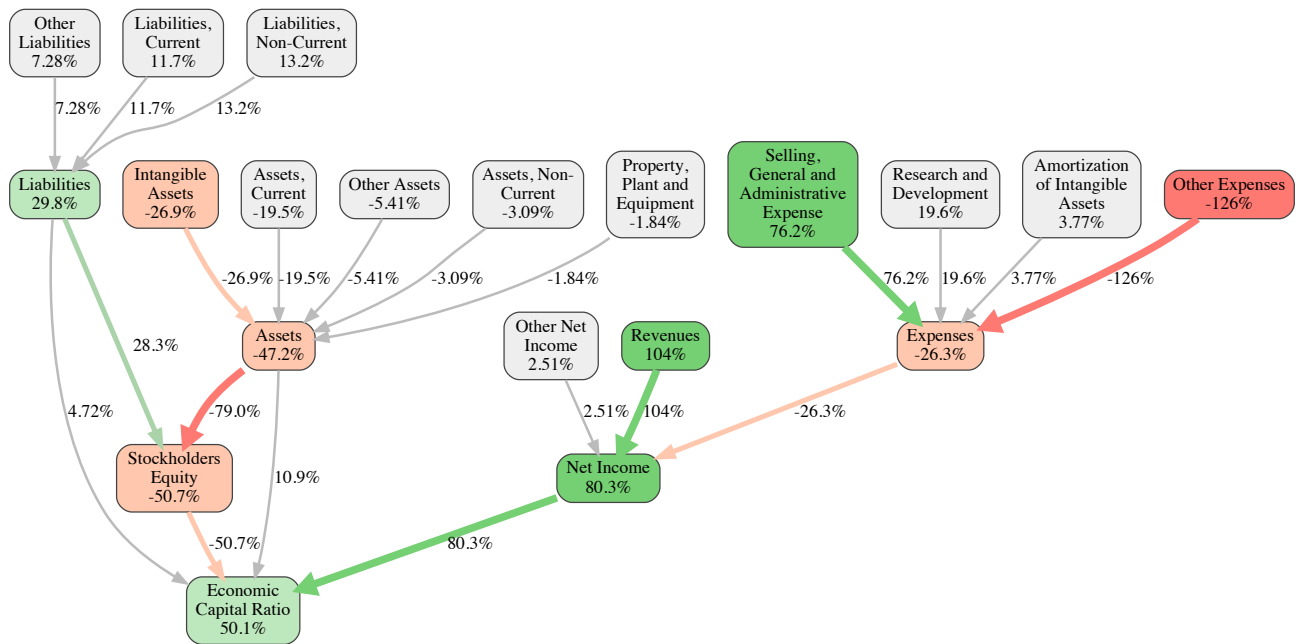 Other
Liabilities
7.28%
Liabilities,
Current
11.7%
Liabilities,
Non-Current
13.2%
7.28%
11.7%
13.2%
Liabilities
29.8%
Intangible
Assets
-26.9%
Assets,
Current
-19.5%
Other Assets
-5.41%
Assets, Non-
Current
-3.09%
Property,
Plant and
Equipment
-1.84%
Selling,
General and
Administrative
Expense
76.2%
Research and
Development
19.6%
Amortization
of Intangible
Assets
3.77%
Other Expenses
-126%
-26.9%
-19.5%
-5.41%
-3.09%
-1.84%
76.2%
19.6%
3.77%
-126%
28.3%
Assets
-47.2%
Other Net
Income
2.51%
Revenues
104%
Expenses
-26.3%
4.72%
-79.0%
2.51%
104%
-26.3%
Stockholders
Equity
-50.7%
10.9%
Net Income
80.3%
-50.7%
80.3%
Economic
Capital Ratio
50.1%